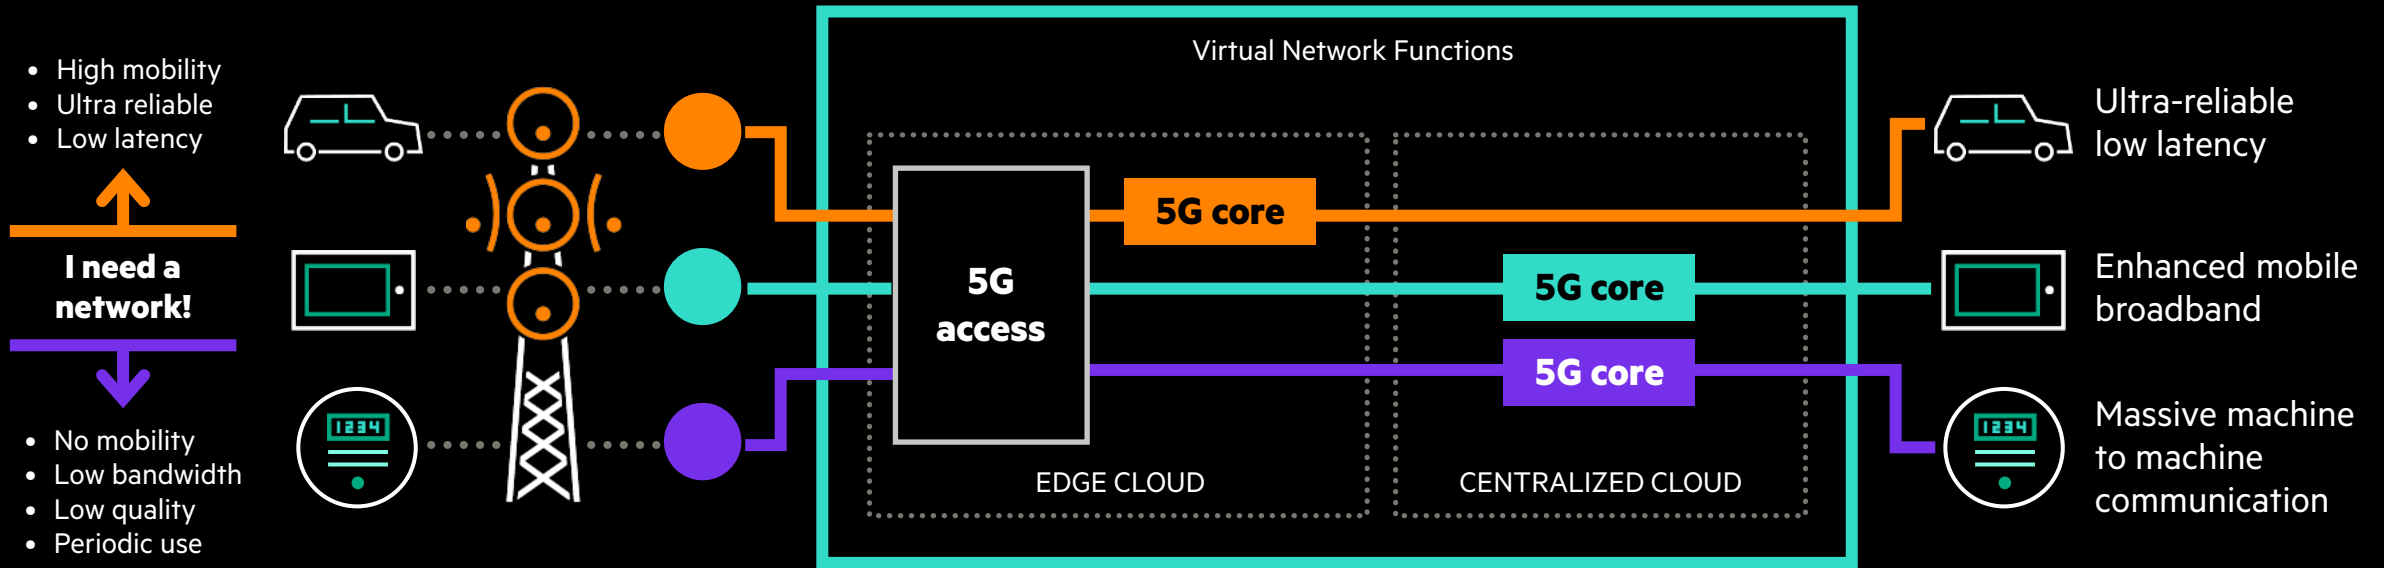 • High mobility
• Ultra reliable
• Low latency
I need a
network!
• No mobility
• Low bandwidth
• Low quality
• Periodic use
1234
Virtual Network Functions
5G
access
5G core
5G core
5G core
EDGE CLOUD
CENTRALIZED CLOUD
Ultra-reliable
low latency
Enhanced mobile
broadband
1234
Massive machine
to machine
communication